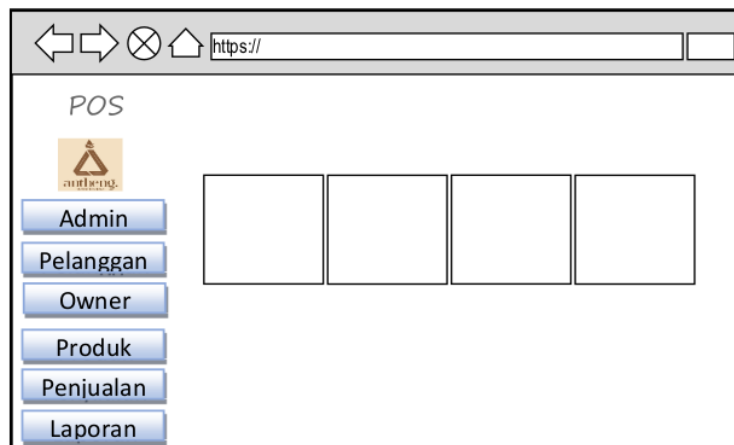 https://
POS
antheng.
Admin
Pelanggan
Owner
Produk
Penjualan
Laporan